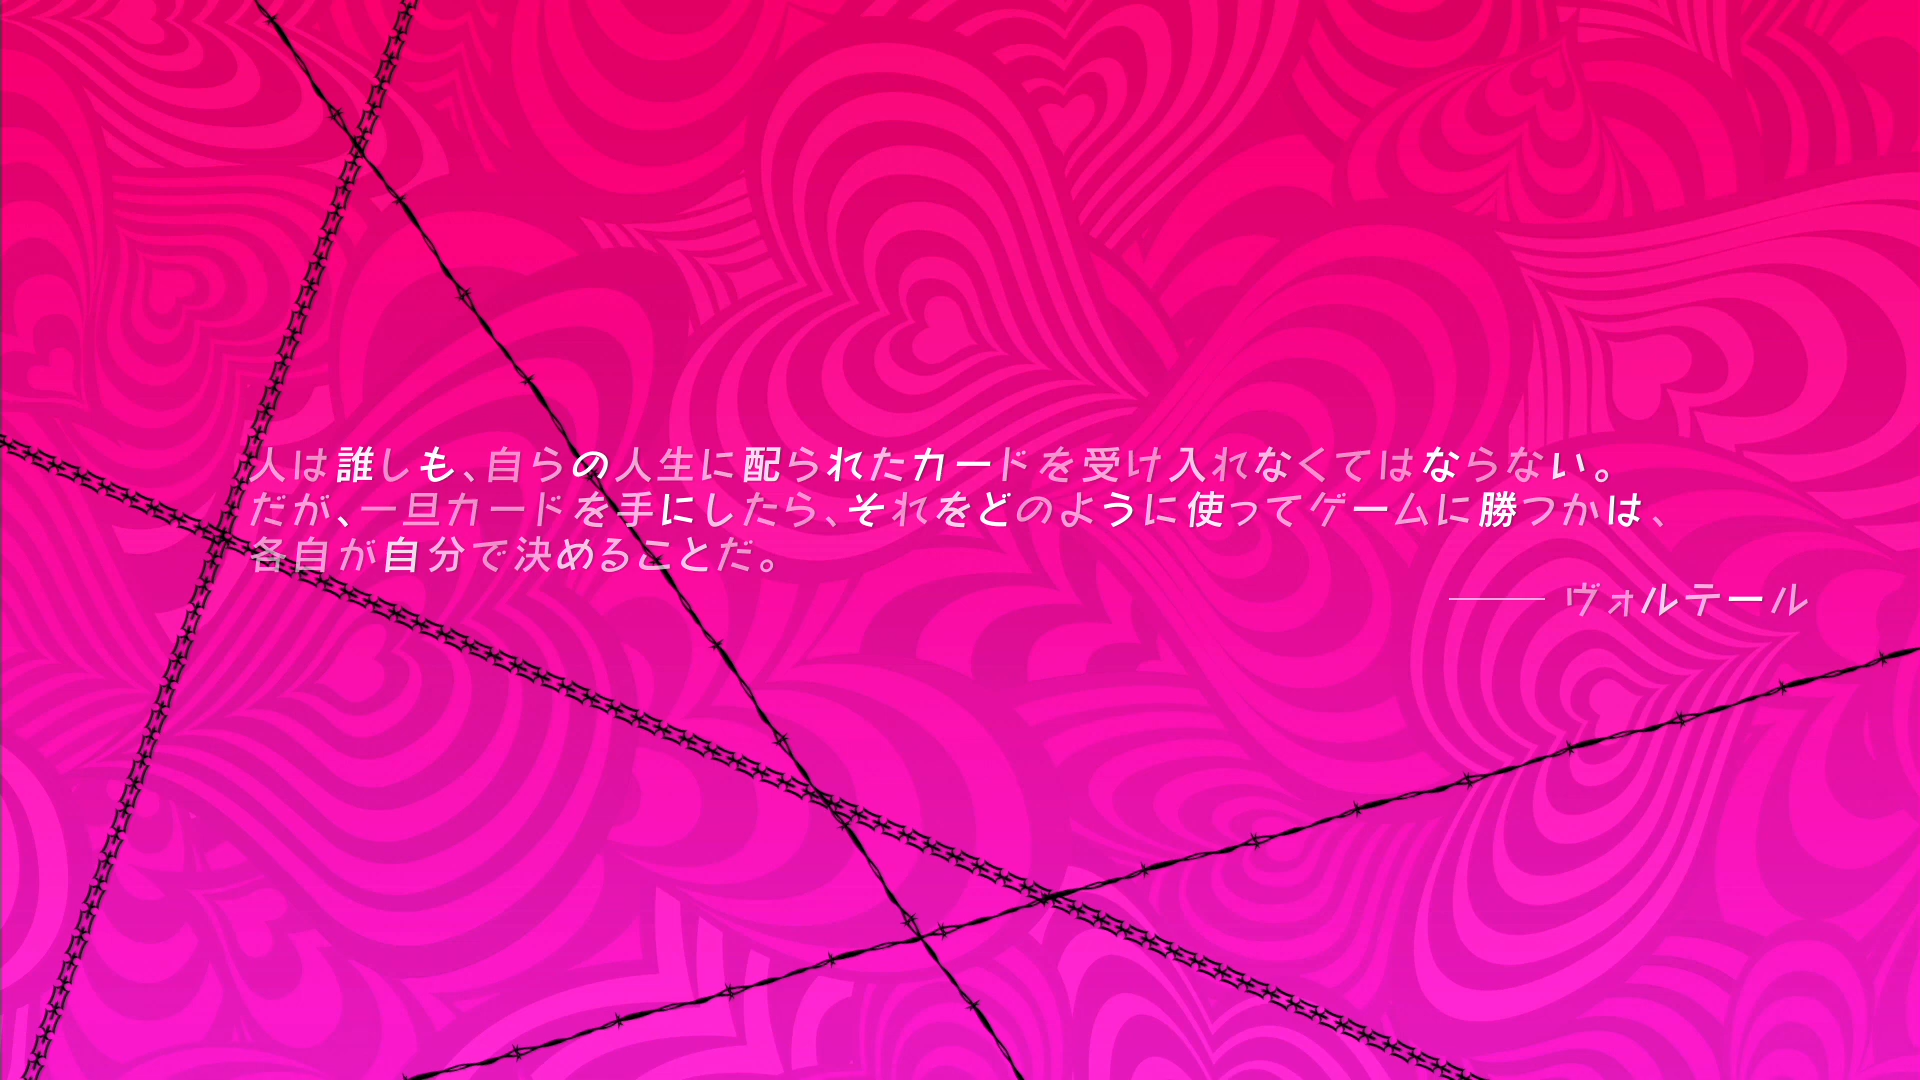 人は誰しも、自らの人生に配られたカードを受け入れなくてはならない。
だが、一旦カードを手にしたら、それをどのように使ってゲームに勝つかは、
各自が自分で決めることだ。
―― ヴォルテール